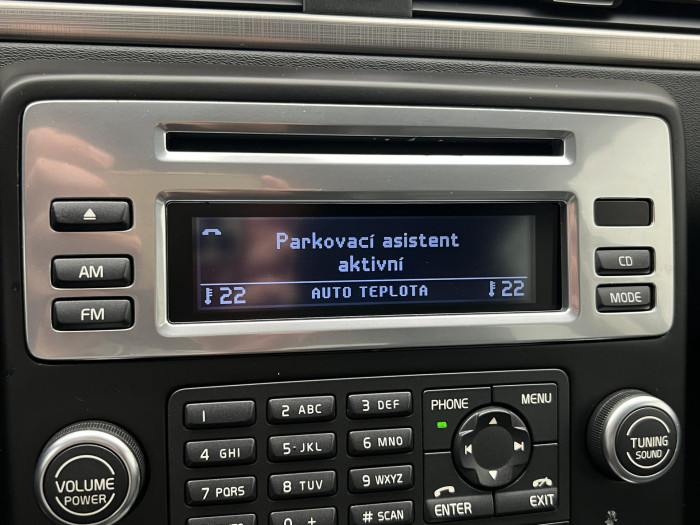 Parkovací asistent
aktivní
22 AUTO TEPLOTA 22
AM
FM
CD
MODE
1
2 ABC
3 DEF
4 GHI
5 - JKL
6 MNO
7 PQRS
8 TUV
9 WXYZ
0 +
# SCAN
PHONE
MENU
ENTER
EXIT
VOLUME
POWER
TUNING
SOUND